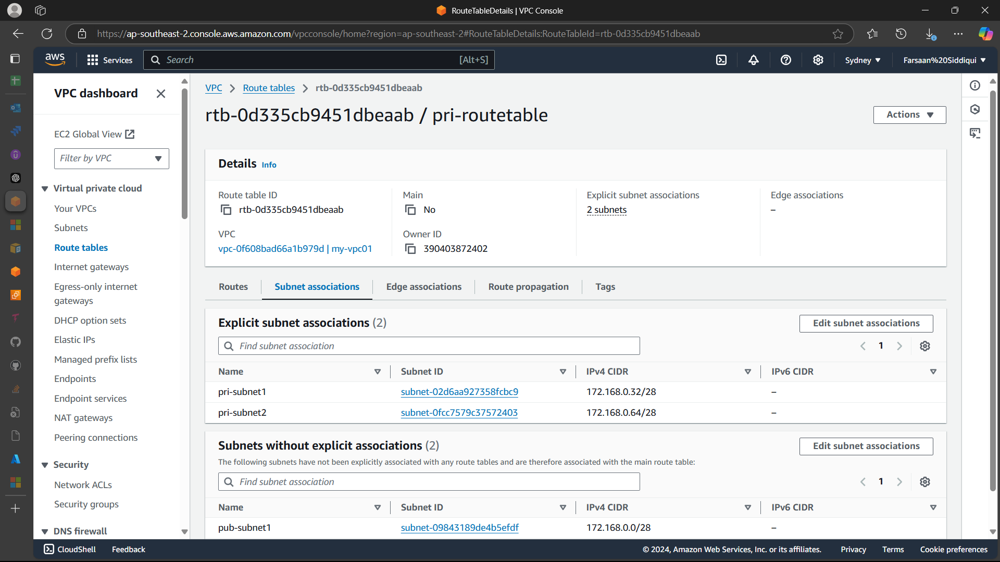 RouteTableDetails | VPC Console
https://ap-southeast-2.console.aws.amazon.com/vpcconsole/home?region=ap-southeast-2#RouteTableDetails:RouteTableId=rtb-0d335cb9451dbeaab
aws
Services
Search
[Alt+S]
Sydney
Farsaan%20Siddiqui
VPC dashboard
EC2 Global View
Filter by VPC
Virtual private cloud
Your VPCs
Subnets
Route tables
Internet gateways
Egress-only internet
gateways
DHCP option sets
Elastic IPs
Managed prefix lists
Endpoints
Endpoint services
NAT gateways
Peering connections
Security
Network ACLs
Security groups
DNS firewall
VPC > Route tables > rtb-0d335cb9451dbeaab
rtb-0d335cb9451dbeaab / pri-routetable
Actions
Details Info
Route table ID
rtb-0d335cb9451dbeaab
Main
No
Explicit subnet associations
2 subnets
Edge associations
–
VPC
vpc-0f608bad66a1b979d | my-vpc01
Owner ID
390403872402
Routes
Subnet associations
Edge associations
Route propagation
Tags
Explicit subnet associations (2)
Edit subnet associations
Find subnet association
1
Name Subnet ID IPv4 CIDR IPv6 CIDR
pri-subnet1 subnet-02d6aa927358fcbc9 172.168.0.32/28 –
pri-subnet2 subnet-0fcc7579c37572403 172.168.0.64/28 –
Subnets without explicit associations (2)
Edit subnet associations
The following subnets have not been explicitly associated with any route tables and are therefore associated with the main route table:
Find subnet association
1
Name Subnet ID IPv4 CIDR IPv6 CIDR
pub-subnet1 subnet-09843189de4b5efdf 172.168.0.0/28 –
CloudShell
Feedback
© 2024, Amazon Web Services, Inc. or its affiliates.
Privacy
Terms
Cookie preferences